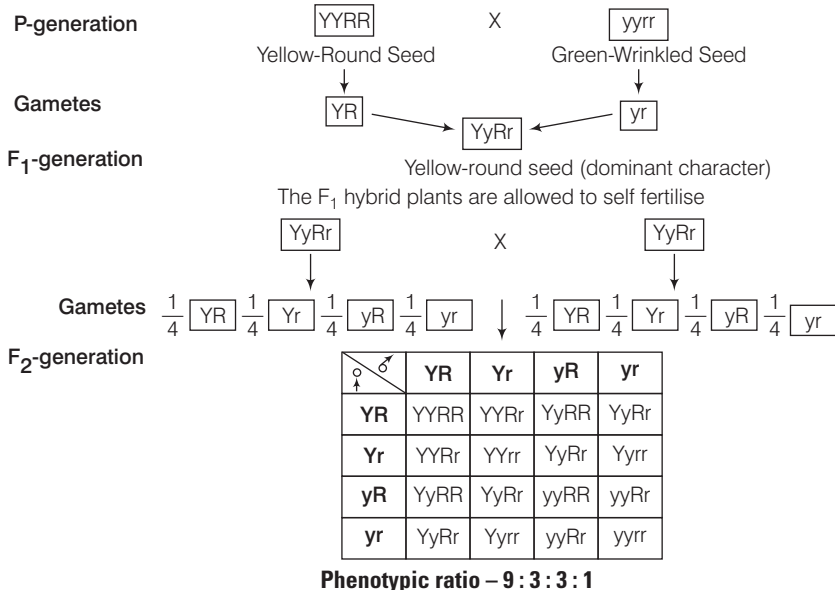 P-generation YYRR X yyrr
Yellow-Round Seed Green-Wrinkled Seed
Gametes YR yr
YyRr
F1-generation Yellow-round seed (dominant character)
The F1 hybrid plants are allowed to self fertilise
YyRr X YyRr
Gametes 1/4 YR 1/4 Yr 1/4 yR 1/4 yr 1/4 YR 1/4 Yr 1/4 yR 1/4 yr
F2-generation
YR Yr yR yr
YR YYRR YYRr YyRR YyRr
Yr YYRr YYrr YyRr Yyrr
yR YyRR YyRr yyRR yyRr
yr YyRr Yyrr yyRr yyrr
Phenotypic ratio – 9 : 3 : 3 : 1